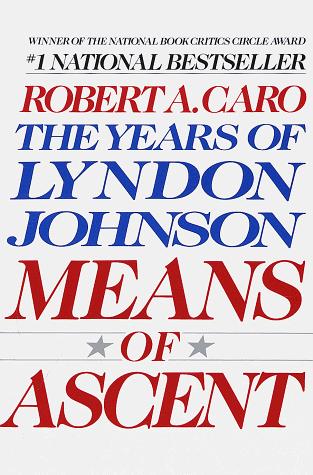 WINNER OF THE NATIONAL BOOK CRITICS CIRCLE AWARD
#1 NATIONAL BESTSELLER
ROBERT A. CARO
THE YEARS OF
LYNDON
JOHNSON
MEANS
OF
ASCENT